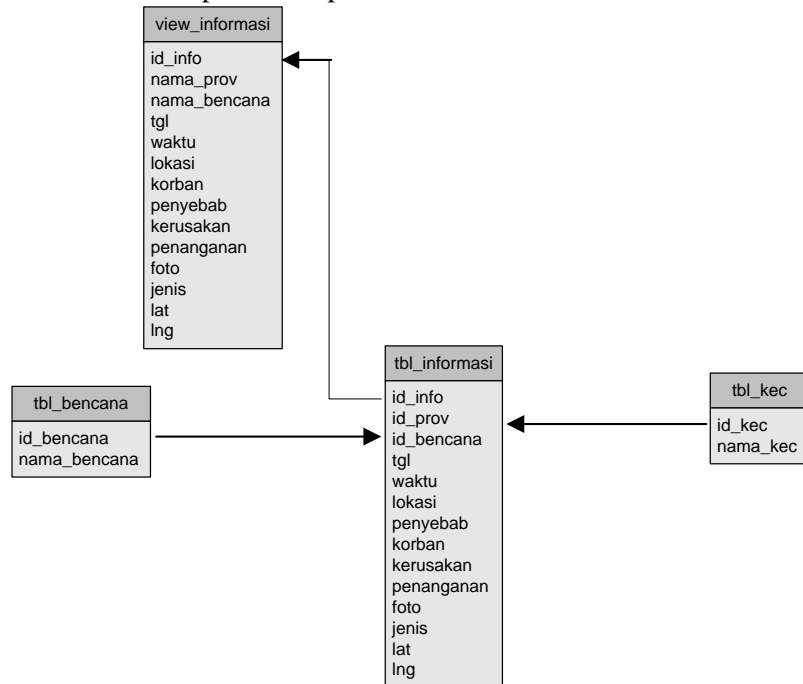 view_informasi
id_info
nama_prov
nama_bencana
tgl
waktu
lokasi
korban
penyebab
kerusakan
penanganan
foto
jenis
lat
lng
tbl_informasi
id_info
id_prov
id_bencana
tgl
waktu
lokasi
penyebab
korban
kerusakan
penanganan
foto
jenis
lat
lng
tbl_bencana
id_bencana
nama_bencana
tbl_kec
id_kec
nama_kec